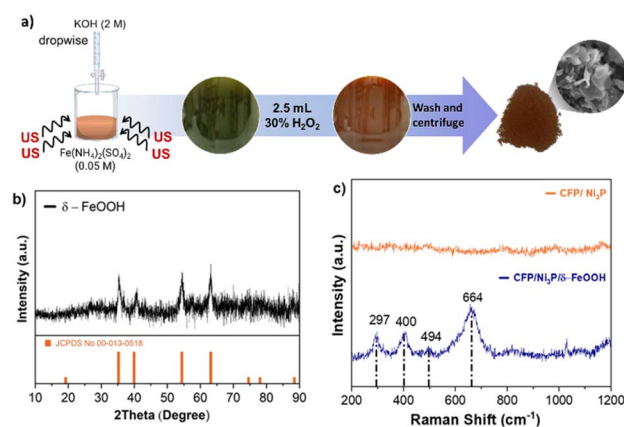 a)
KOH (2 M)
dropwise
US
US
US
US
Fe(NH₄)₂(SO₄)₂
(0.05 M)
2.5 mL
30% H₂O₂
Wash and
centrifuge
b)
δ – FeOOH
Intensity (a.u.)
JCPDS No 00-013-0518
10 20 30 40 50 60 70 80 90
2Theta (Degree)
c)
CFP/ Ni₃P
CFP/Ni₃P/δ-FeOOH
297
400
494
664
Intensity (a.u.)
200 400 600 800 1000 1200
Raman Shift (cm⁻¹)